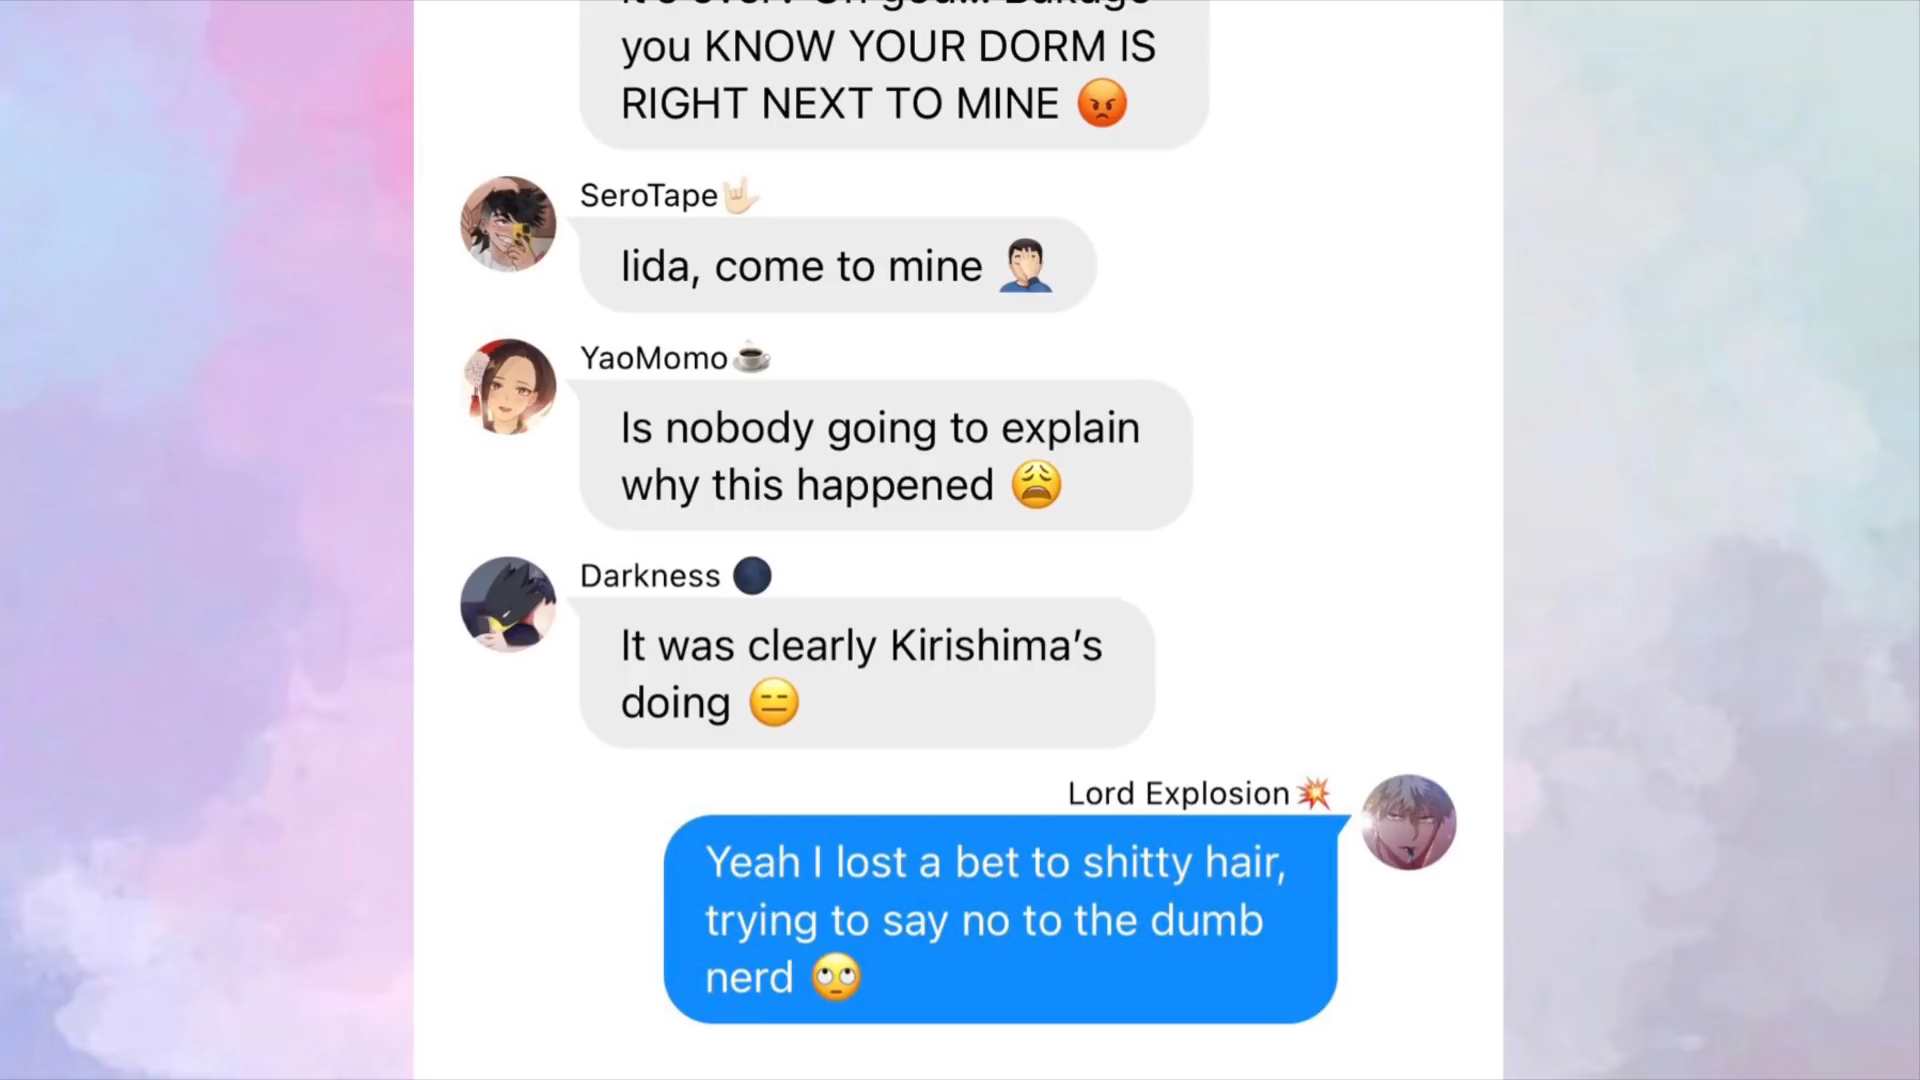 you KNOW YOUR DORM IS
RIGHT NEXT TO MINE 😡
SeroTape🤟🏻
Iida, come to mine 🤦🏻‍♂️
YaoMomo☕
Is nobody going to explain
why this happened 😩
Darkness 🌑
It was clearly Kirishima’s
doing 😑
Lord Explosion💥
Yeah I lost a bet to shitty hair,
trying to say no to the dumb
nerd 🙄